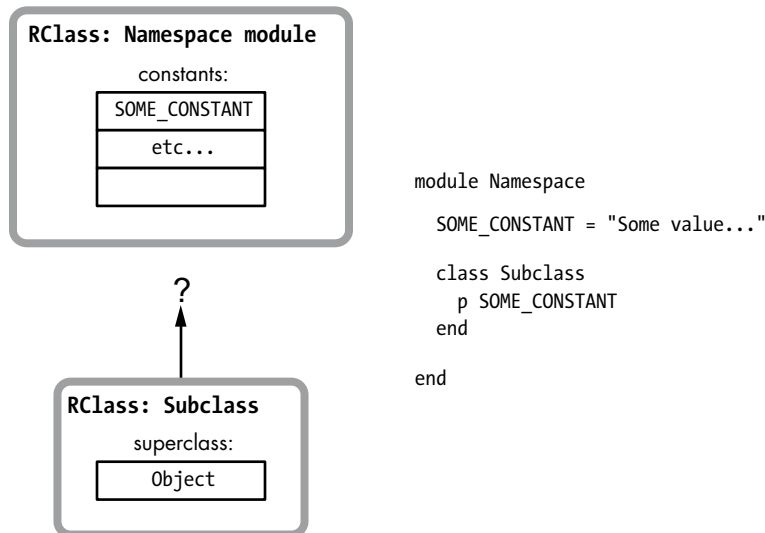 RClass: Namespace module
constants:
SOME_CONSTANT
etc...
?
RClass: Subclass
superclass:
Object
module Namespace
SOME_CONSTANT = "Some value..."
class Subclass
p SOME_CONSTANT
end
end